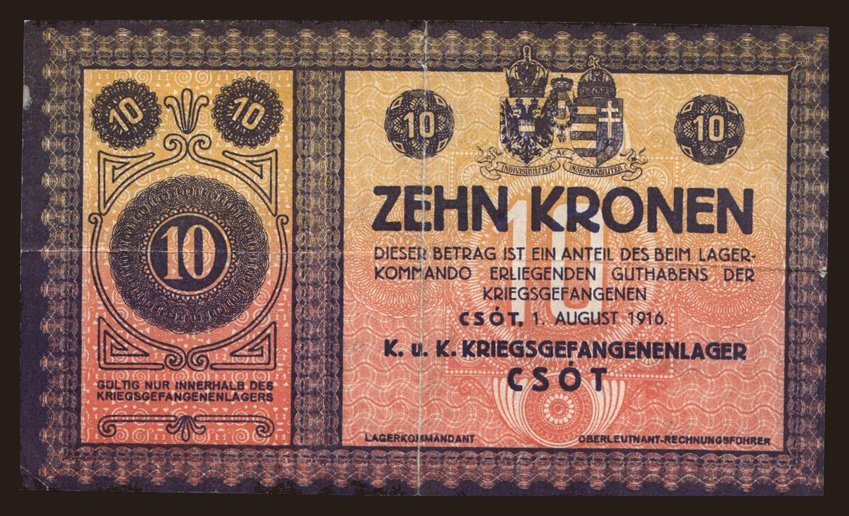 10
10
10
GÜLTIG NUR INNERHALB DES
KRIEGSGEFANGENENLAGERS
10
10
INDIVISIBILITER AC INSEPARABILITER
10
ZEHN KRONEN
DIESER BETRAG IST EIN ANTEIL DES BEIM LAGER-
KOMMANDO ERLIEGENDEN GUTHABENS DER
KRIEGSGEFANGENEN
CSÓT, 1. AUGUST 1916.
K. u. K. KRIEGSGEFANGENENLAGER
CSÓT
LAGERKOMMANDANT
OBERLEUTNANT-RECHNUNGSFÜHRER